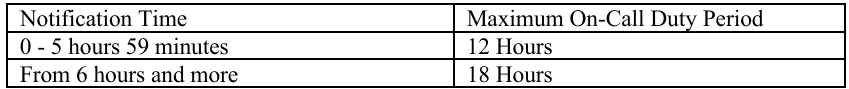 Notification Time Maximum On-Call Duty Period
0 - 5 hours 59 minutes 12 Hours
From 6 hours and more 18 Hours